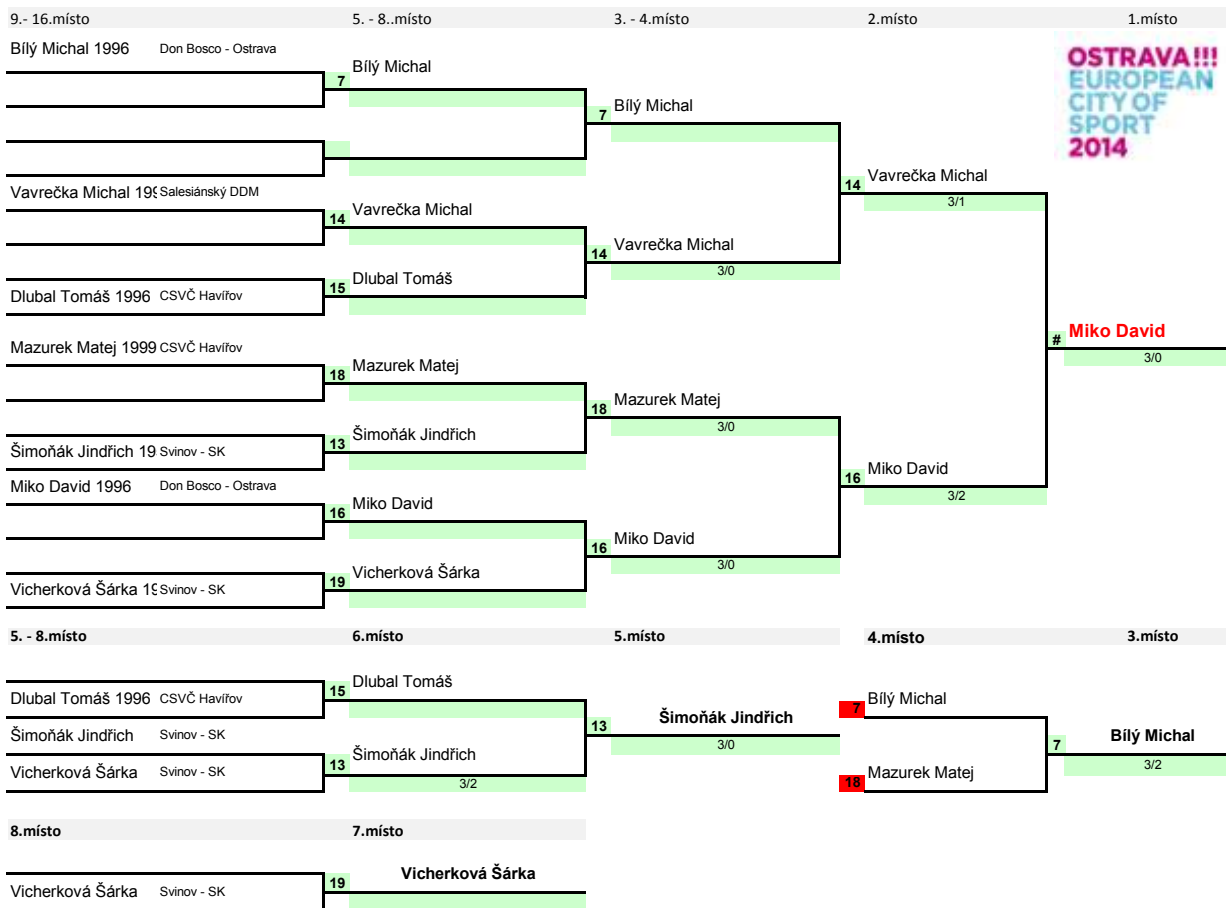 9.- 16.místo 5. - 8..místo 3. - 4.místo 2.místo 1.místo
Bílý Michal 1996 Don Bosco - Ostrava
OSTRAVA!!!
EUROPEAN
CITY OF
SPORT
2014
7 Bílý Michal
7 Bílý Michal
14 Vavrečka Michal
3/1
Vavrečka Michal 199 Salesiánský DDM
14 Vavrečka Michal
14 Vavrečka Michal
3/0
15 Dlubal Tomáš
Dlubal Tomáš 1996 CSVČ Havířov
# Miko David
3/0
Mazurek Matej 1999 CSVČ Havířov
18 Mazurek Matej
18 Mazurek Matej
3/0
13 Šimoňák Jindřich
Šimoňák Jindřich 19 Svinov - SK
16 Miko David
3/2
Miko David 1996 Don Bosco - Ostrava
16 Miko David
16 Miko David
3/0
19 Vicherková Šárka
Vicherková Šárka 19 Svinov - SK
5. - 8.místo 6.místo 5.místo 4.místo 3.místo
Dlubal Tomáš 1996 CSVČ Havířov
15 Dlubal Tomáš
7 Bílý Michal
13 Šimoňák Jindřich
3/0
Šimoňák Jindřich Svinov - SK
7 Bílý Michal
3/2
13 Šimoňák Jindřich
3/2
Vicherková Šárka Svinov - SK
18 Mazurek Matej
8.místo 7.místo
19 Vicherková Šárka
Vicherková Šárka Svinov - SK